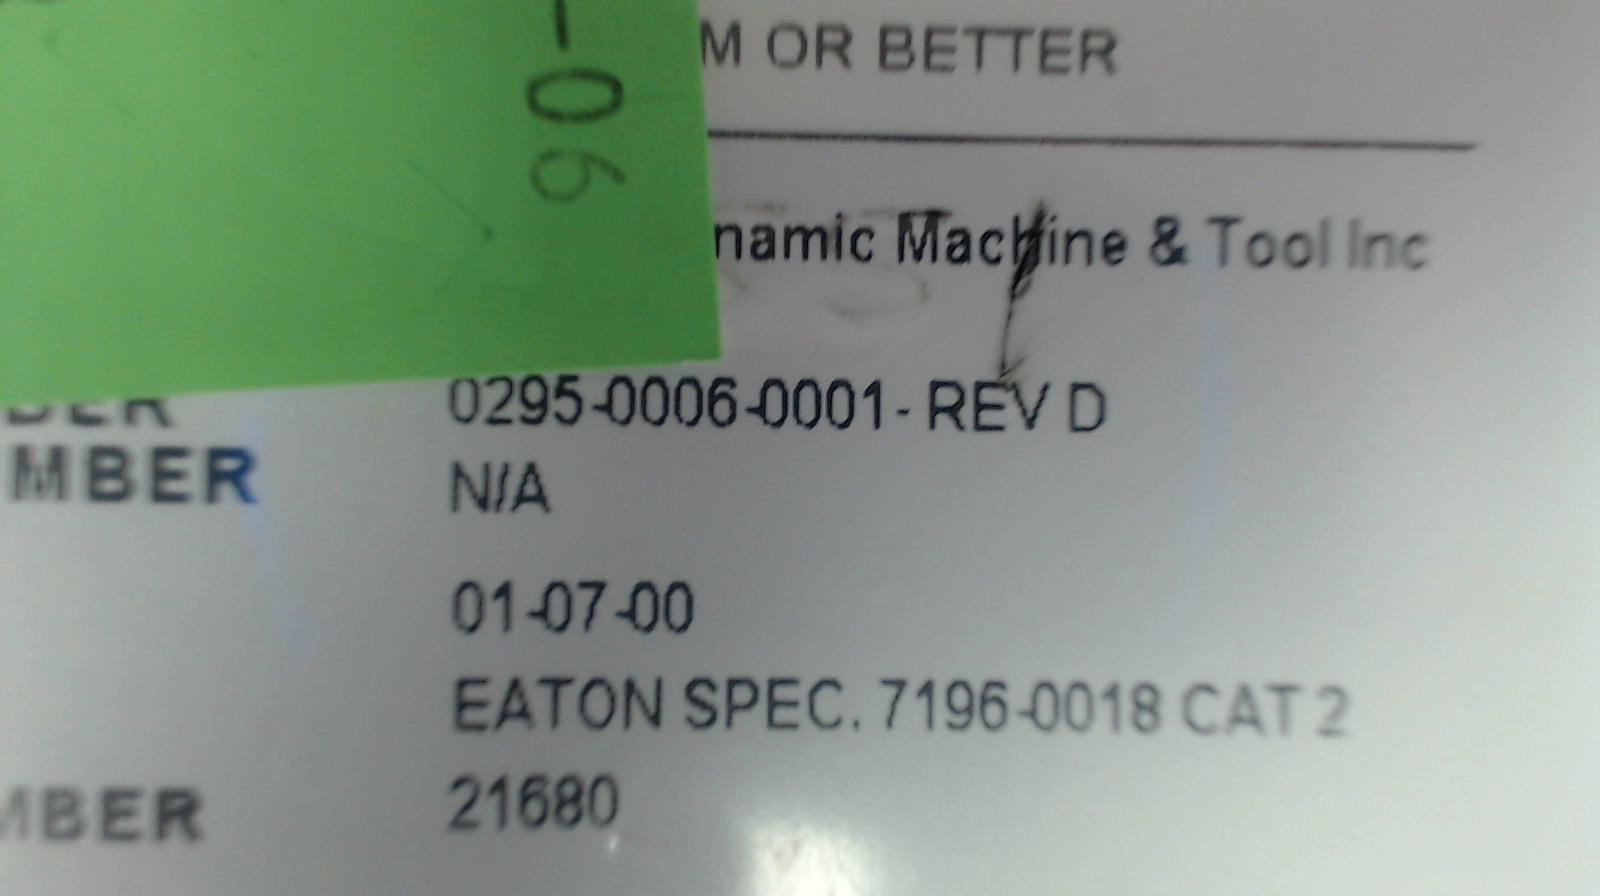 -06
M OR BETTER
namic Machine & Tool Inc
0295-0006-0001- REV D
MBER N/A
01-07-00
EATON SPEC. 7196-0018 CAT 2
MBER 21680